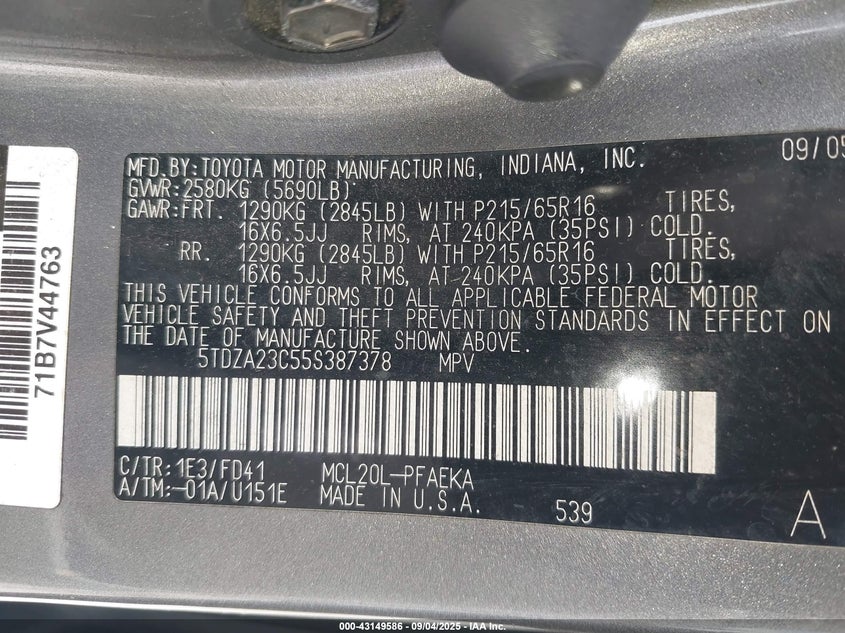 MFD.BY:TOYOTA MOTOR MANUFACTURING, INDIANA, INC. 09/05
GVWR:2580KG (5690LB)
GAWR:FRT. 1290KG (2845LB) WITH P215/65R16 TIRES,
16X6.5JJ RIMS, AT 240KPA (35PSI) COLD.
RR. 1290KG (2845LB) WITH P215/65R16 TIRES,
16X6.5JJ RIMS, AT 240KPA (35PSI) COLD.
THIS VEHICLE CONFORMS TO ALL APPLICABLE FEDERAL MOTOR
VEHICLE SAFETY AND THEFT PREVENTION STANDARDS IN EFFECT ON
THE DATE OF MANUFACTURE SHOWN ABOVE.
5TDZA23C55S387378 MPV
C/TR:1E3/FD41 MCL20L-PFAEKA
A/TM:-01A/U151E MADE IN U.S.A. 539 A
71B7V44763
000-43149586 - 09/04/2025 - IAA Inc.